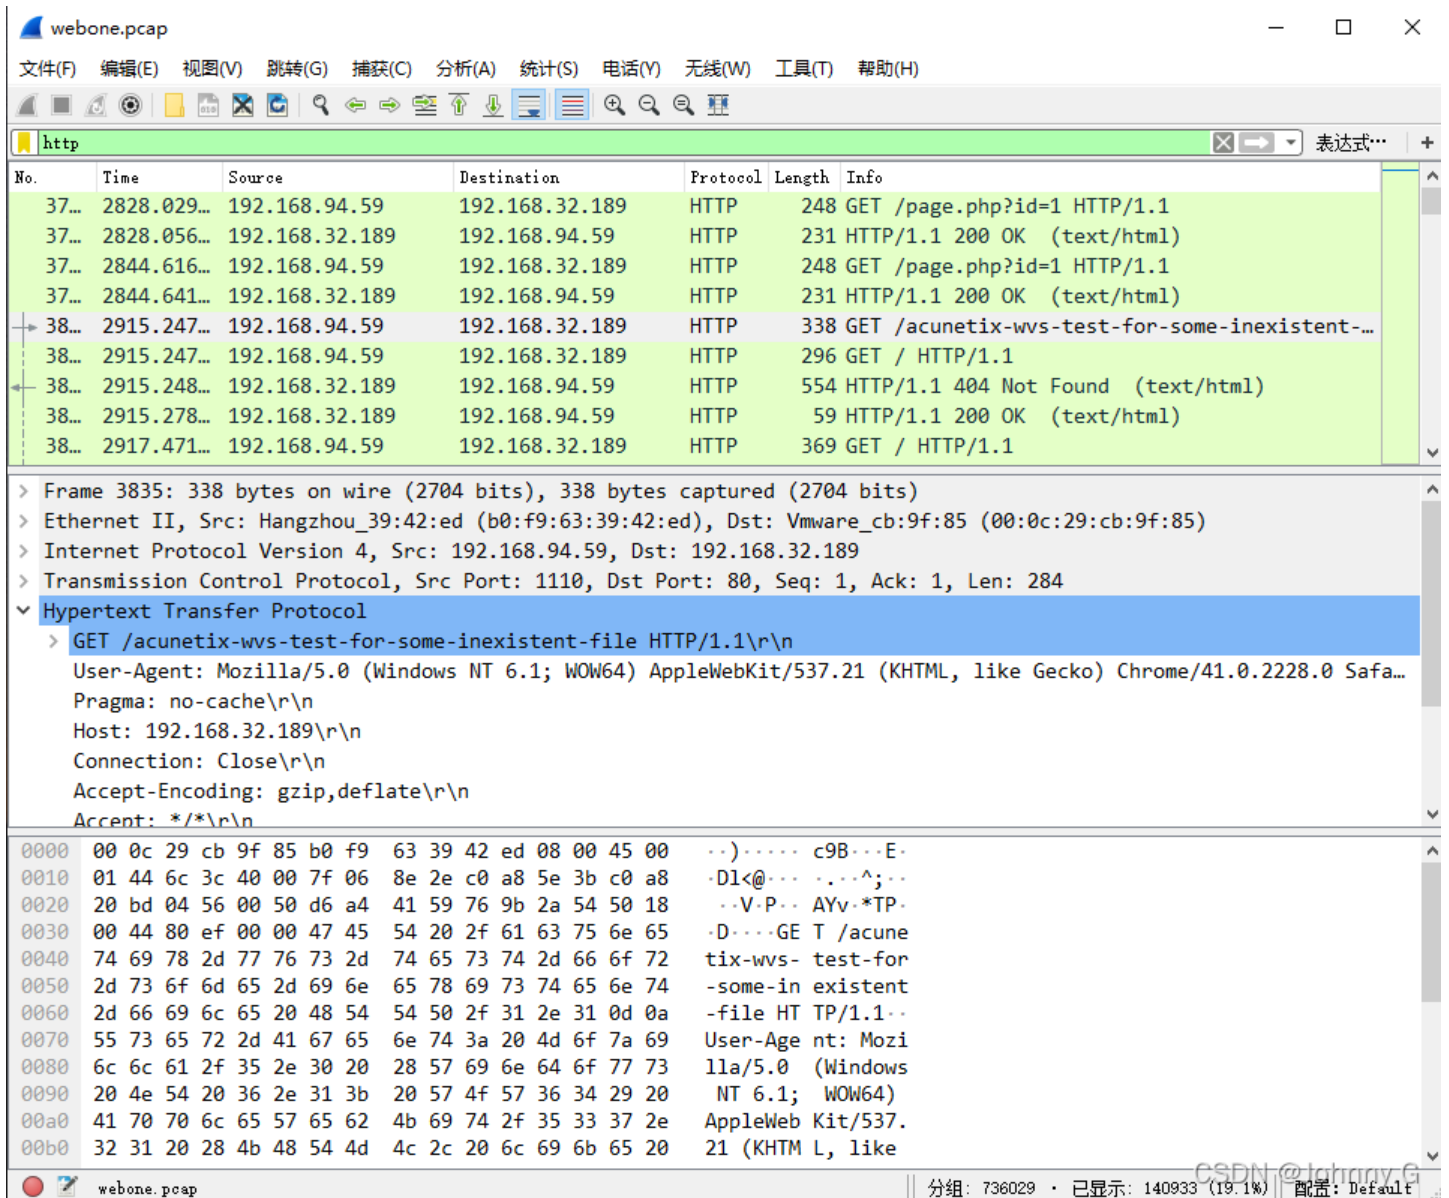 webone.pcap
文件(F) 编辑(E) 视图(V) 跳转(G) 捕获(C) 分析(A) 统计(S) 电话(Y) 无线(W) 工具(T) 帮助(H)
http 表达式… +
No. Time Source Destination Protocol Length Info
37… 2828.029… 192.168.94.59 192.168.32.189 HTTP 248 GET /page.php?id=1 HTTP/1.1
37… 2828.056… 192.168.32.189 192.168.94.59 HTTP 231 HTTP/1.1 200 OK (text/html)
37… 2844.616… 192.168.94.59 192.168.32.189 HTTP 248 GET /page.php?id=1 HTTP/1.1
37… 2844.641… 192.168.32.189 192.168.94.59 HTTP 231 HTTP/1.1 200 OK (text/html)
38… 2915.247… 192.168.94.59 192.168.32.189 HTTP 338 GET /acunetix-wvs-test-for-some-inexistent-…
38… 2915.247… 192.168.94.59 192.168.32.189 HTTP 296 GET / HTTP/1.1
38… 2915.248… 192.168.32.189 192.168.94.59 HTTP 554 HTTP/1.1 404 Not Found (text/html)
38… 2915.278… 192.168.32.189 192.168.94.59 HTTP 59 HTTP/1.1 200 OK (text/html)
38… 2917.471… 192.168.94.59 192.168.32.189 HTTP 369 GET / HTTP/1.1
Frame 3835: 338 bytes on wire (2704 bits), 338 bytes captured (2704 bits)
Ethernet II, Src: Hangzhou_39:42:ed (b0:f9:63:39:42:ed), Dst: Vmware_cb:9f:85 (00:0c:29:cb:9f:85)
Internet Protocol Version 4, Src: 192.168.94.59, Dst: 192.168.32.189
Transmission Control Protocol, Src Port: 1110, Dst Port: 80, Seq: 1, Ack: 1, Len: 284
Hypertext Transfer Protocol
GET /acunetix-wvs-test-for-some-inexistent-file HTTP/1.1\r\n
User-Agent: Mozilla/5.0 (Windows NT 6.1; WOW64) AppleWebKit/537.21 (KHTML, like Gecko) Chrome/41.0.2228.0 Safa…
Pragma: no-cache\r\n
Host: 192.168.32.189\r\n
Connection: Close\r\n
Accept-Encoding: gzip,deflate\r\n
Accept: */*\r\n
0000 00 0c 29 cb 9f 85 b0 f9 63 39 42 ed 08 00 45 00 ··)····· c9B···E·
0010 01 44 6c 3c 40 00 7f 06 8e 2e c0 a8 5e 3b c0 a8 ·Dl<@··· ·.··^;··
0020 20 bd 04 56 00 50 d6 a4 41 59 76 9b 2a 54 50 18 ··V·P·· AYv·*TP·
0030 00 44 80 ef 00 00 47 45 54 20 2f 61 63 75 6e 65 ·D····GE T /acune
0040 74 69 78 2d 77 76 73 2d 74 65 73 74 2d 66 6f 72 tix-wvs- test-for
0050 2d 73 6f 6d 65 2d 69 6e 65 78 69 73 74 65 6e 74 -some-in existent
0060 2d 66 69 6c 65 20 48 54 54 50 2f 31 2e 31 0d 0a -file HT TP/1.1··
0070 55 73 65 72 2d 41 67 65 6e 74 3a 20 4d 6f 7a 69 User-Age nt: Mozi
0080 6c 6c 61 2f 35 2e 30 20 28 57 69 6e 64 6f 77 73 lla/5.0 (Windows
0090 20 4e 54 20 36 2e 31 3b 20 57 4f 57 36 34 29 20 NT 6.1; WOW64)
00a0 41 70 70 6c 65 57 65 62 4b 69 74 2f 35 33 37 2e AppleWeb Kit/537.
00b0 32 31 20 28 4b 48 54 4d 4c 2c 20 6c 69 6b 65 20 21 (KHTM L, like
webone.pcap 分组: 736029 · 已显示: 140933 (19.1%) 配置: Default
CSDN @Johnny_G